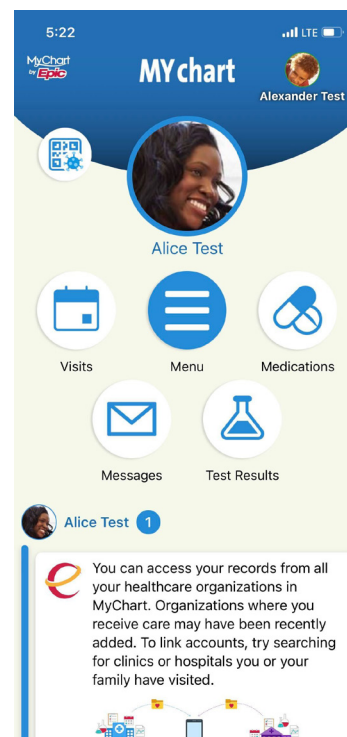 5:22
LTE
MyChart
by Epic
MYchart
Alexander Test
Alice Test
Visits
Menu
Medications
Messages
Test Results
Alice Test 1
You can access your records from all
your healthcare organizations in
MyChart. Organizations where you
receive care may have been recently
added. To link accounts, try searching
for clinics or hospitals you or your
family have visited.